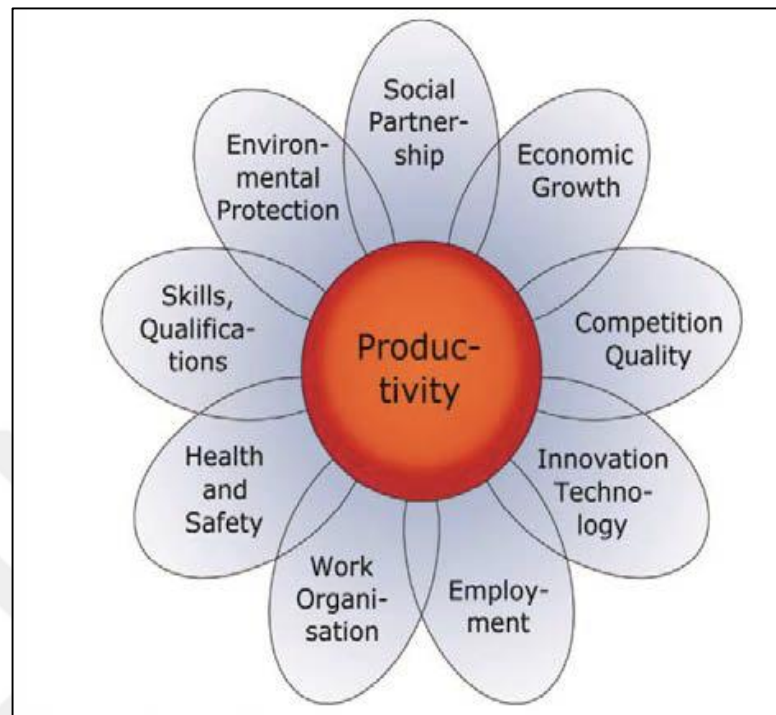 Social
Partner-
ship
Economic
Growth
Competition
Quality
Innovation
Techno-
logy
Employ-
ment
Work
Organi-
sation
Health
and
Safety
Skills,
Qualifica-
tions
Environ-
mental
Protection
Produc-
tivity